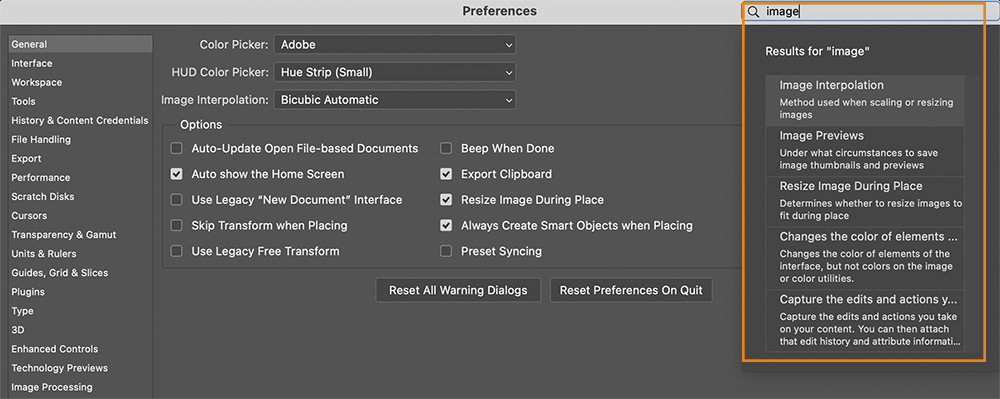 Preferences
image
General
Interface
Workspace
Tools
History & Content Credentials
File Handling
Export
Performance
Scratch Disks
Cursors
Transparency & Gamut
Units & Rulers
Guides, Grid & Slices
Plugins
Type
3D
Enhanced Controls
Technology Previews
Image Processing
Color Picker: Adobe
HUD Color Picker: Hue Strip (Small)
Image Interpolation: Bicubic Automatic
Options
Auto-Update Open File-based Documents
Auto show the Home Screen
Use Legacy “New Document” Interface
Skip Transform when Placing
Use Legacy Free Transform
Beep When Done
Export Clipboard
Resize Image During Place
Always Create Smart Objects when Placing
Preset Syncing
Reset All Warning Dialogs
Reset Preferences On Quit
Results for "image"
Image Interpolation
Method used when scaling or resizing
images
Image Previews
Under what circumstances to save
image thumbnails and previews
Resize Image During Place
Determines whether to resize images to
fit during place
Changes the color of elements ...
Changes the color of elements of the
interface, but not colors on the image
or color utilities.
Capture the edits and actions y...
Capture the edits and actions you take
on your content. You can then attach
that edit history and attribute informati...